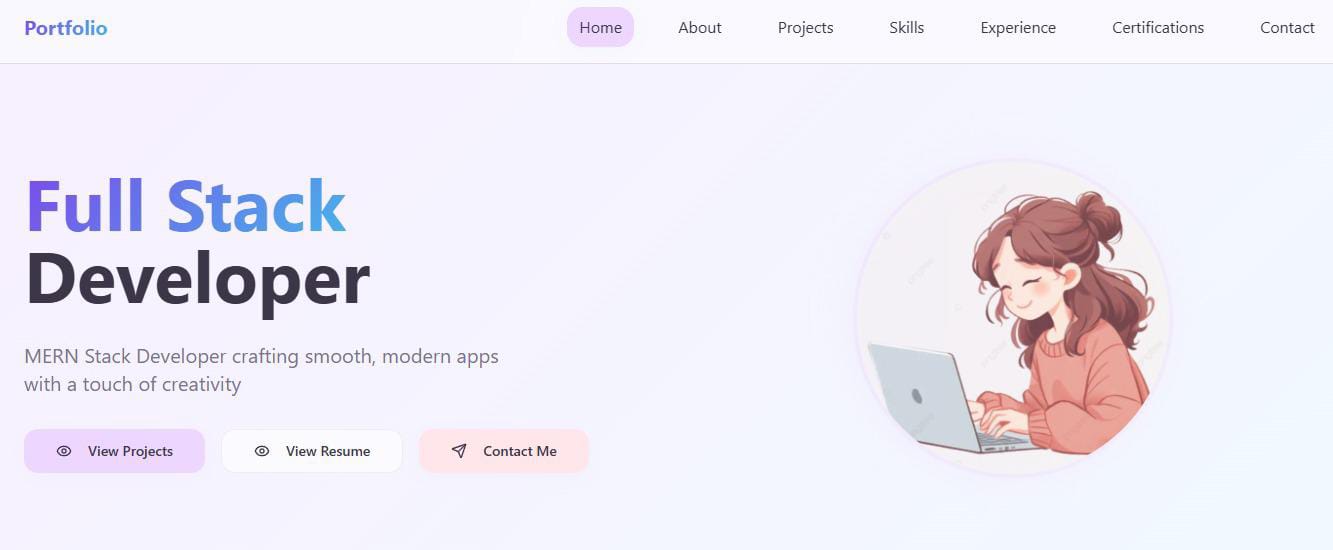 Portfolio
Home About Projects Skills Experience Certifications Contact
Full Stack
Developer
MERN Stack Developer crafting smooth, modern apps
with a touch of creativity
View Projects View Resume Contact Me